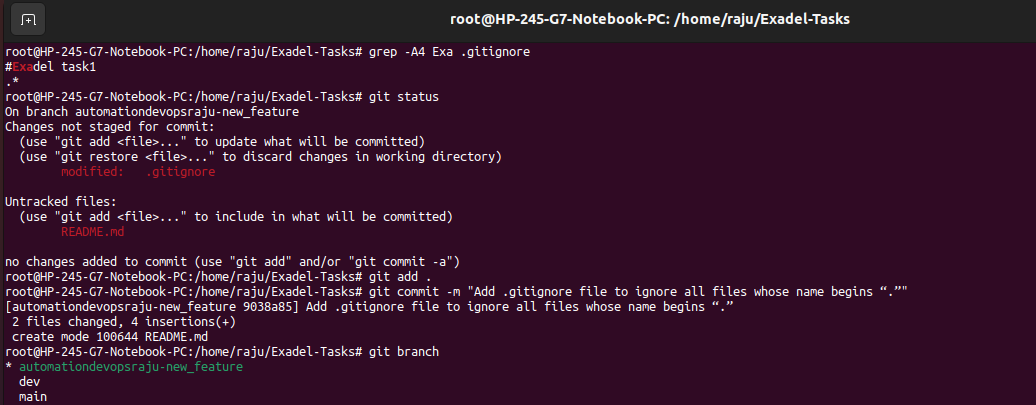 root@HP-245-G7-Notebook-PC: /home/raju/Exadel-Tasks
root@HP-245-G7-Notebook-PC:/home/raju/Exadel-Tasks# grep -A4 Exa .gitignore
#Exadel task1
.*
root@HP-245-G7-Notebook-PC:/home/raju/Exadel-Tasks# git status
On branch automationdevopsraju-new_feature
Changes not staged for commit:
  (use "git add <file>..." to update what will be committed)
  (use "git restore <file>..." to discard changes in working directory)
        modified:   .gitignore
Untracked files:
  (use "git add <file>..." to include in what will be committed)
        README.md
no changes added to commit (use "git add" and/or "git commit -a")
root@HP-245-G7-Notebook-PC:/home/raju/Exadel-Tasks# git add .
root@HP-245-G7-Notebook-PC:/home/raju/Exadel-Tasks# git commit -m "Add .gitignore file to ignore all files whose name begins “.”"
[automationdevopsraju-new_feature 9038a85] Add .gitignore file to ignore all files whose name begins “.”
 2 files changed, 4 insertions(+)
 create mode 100644 README.md
root@HP-245-G7-Notebook-PC:/home/raju/Exadel-Tasks# git branch
* automationdevopsraju-new_feature
  dev
  main